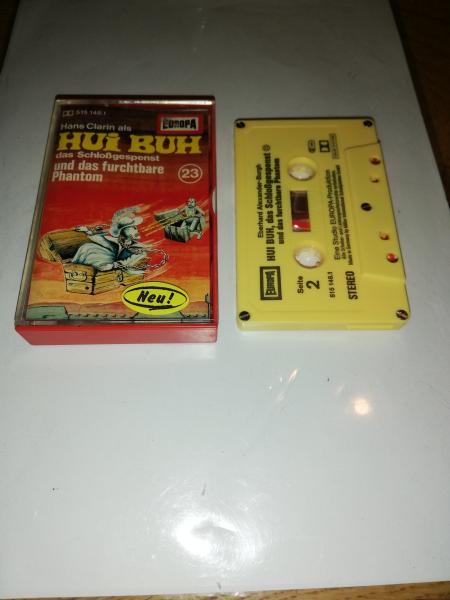 515 146.1
EUROPA
Hans Clarin als
HUI BUH
das Schloßgespenst
und das furchtbare
Phantom
23
Neu!
Eberhard Alexander-Burgh
HUI BUH, das Schloßgespenst
und das furchtbare Phantom
EUROPA
Seite
2
515 146.1
Eine Studio EUROPA-Produktion
STEREO